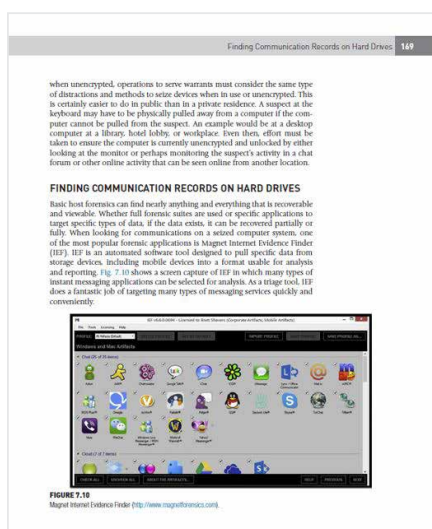 Finding Communication Records on Hard Drives 169
when unencrypted, operations to serve warrants must consider the same type
of distractions and methods to seize devices when in use or unencrypted. This
is certainly easier to do in public than in a private residence. A suspect at the
keyboard may have to be physically pulled away from a computer if the com-
puter cannot be pulled from the suspect. An example would be at a desktop
computer at a library, hotel lobby, or workplace. Even then, effort must be
taken to ensure the computer is currently unencrypted and unlocked by either
looking at the monitor or perhaps monitoring the suspect's activity in a chat
forum or other online activity that can be seen online from another location.
FINDING COMMUNICATION RECORDS ON HARD DRIVES
Basic host forensics can find nearly anything and everything that is recoverable
and viewable. Whether full forensic suites are used or specific applications to
target specific types of data, if the data exists, it can be recovered partially or
fully. When looking for communications on a seized computer system, one
of the most popular forensic applications is Magnet Internet Evidence Finder
(IEF). IEF is an automated software tool designed to pull specific data from
storage devices, including mobile devices into a format usable for analysis
and reporting. Fig. 7.10 shows a screen capture of IEF in which many types of
instant messaging applications can be selected for analysis. As a triage tool, IEF
does a fantastic job of targeting many types of messaging services quickly and
conveniently.
Windows and Mac Artifacts
FIGURE 7.10
Magnet Internet Evidence Finder (http://www.magnetforensics.com).